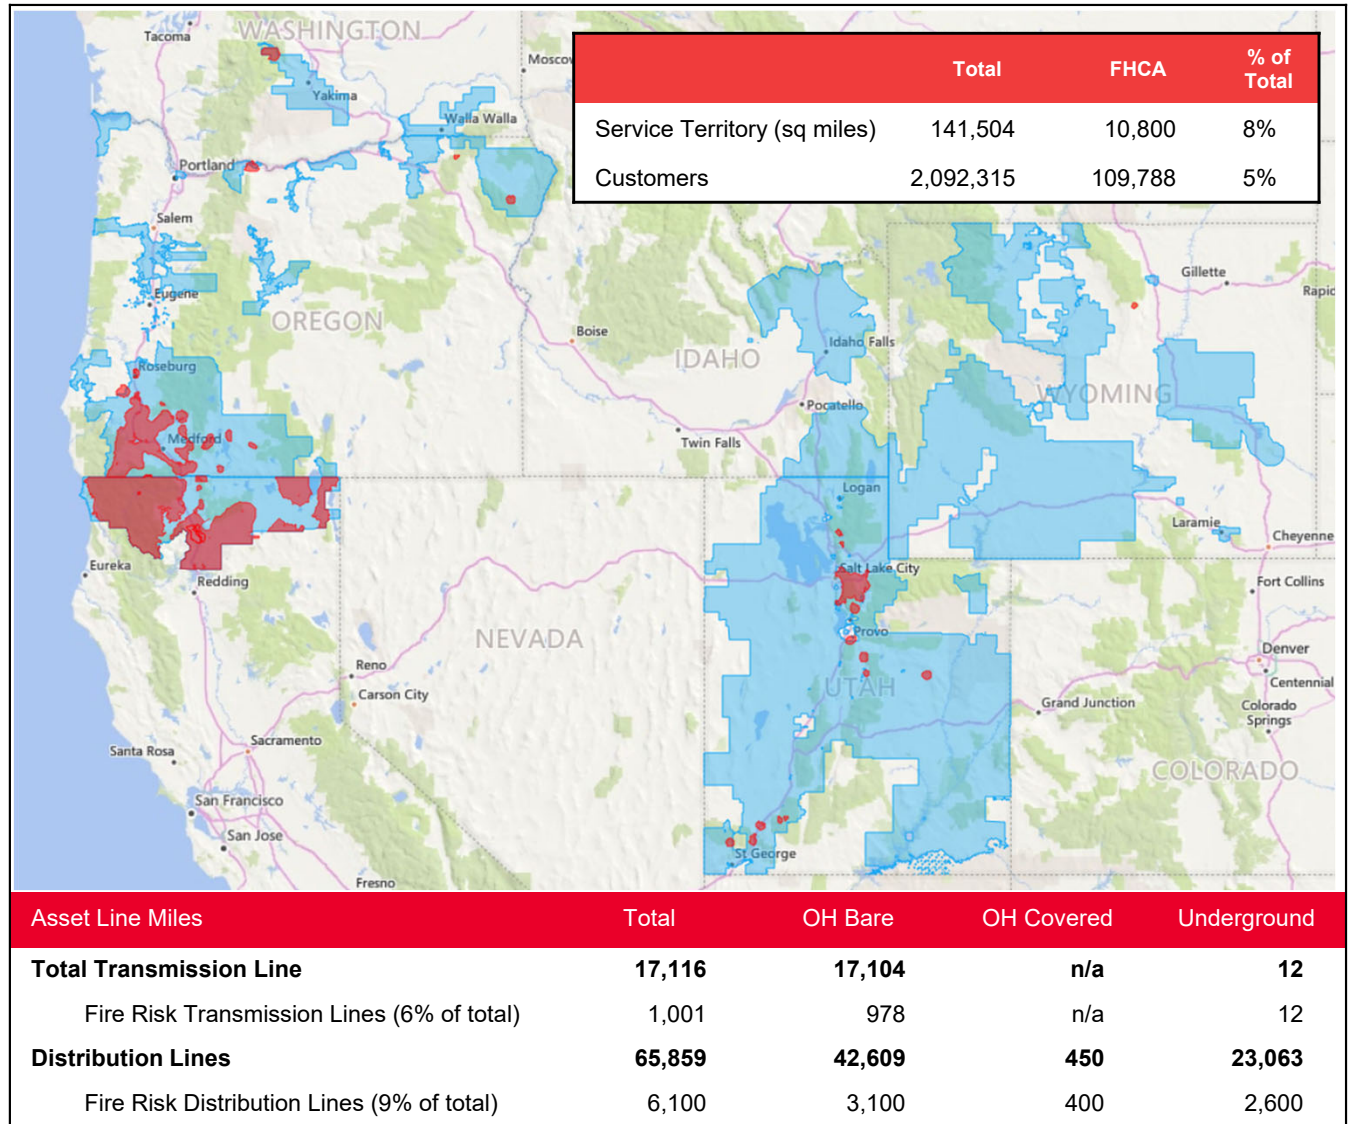 WASHINGTON
Tacoma
Moscow
Yakima
Walla Walla
Portland
Salem
Eugene
OREGON
Boise
IDAHO
Idaho Falls
Gillette
Rapid
Roseburg
Medford
Pocatello
Twin Falls
WYOMING
Logan
Laramie
Cheyenne
Eureka
Redding
Salt Lake City
Fort Collins
NEVADA
Provo
UTAH
Reno
Carson City
Denver
Centennial
Grand Junction
Colorado
Springs
Sacramento
Santa Rosa
COLORADO
San Francisco
San Jose
St George
Fresno
Total FHCA % of
Total
Service Territory (sq miles) 141,504 10,800 8%
Customers 2,092,315 109,788 5%
Asset Line Miles Total OH Bare OH Covered Underground
Total Transmission Line 17,116 17,104 n/a 12
Fire Risk Transmission Lines (6% of total) 1,001 978 n/a 12
Distribution Lines 65,859 42,609 450 23,063
Fire Risk Distribution Lines (9% of total) 6,100 3,100 400 2,600